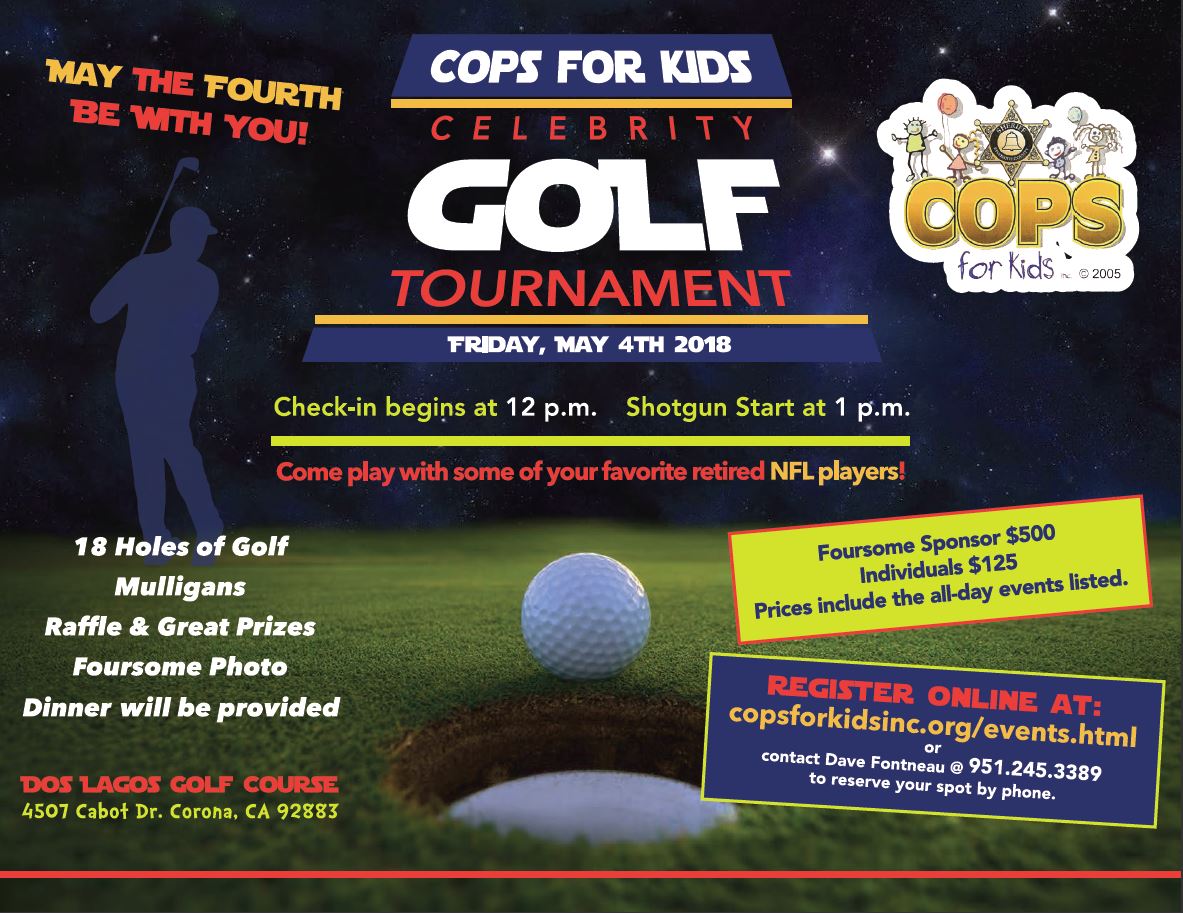 MAY THE FOURTH
BE WITH YOU!
COPS FOR KIDS
CELEBRITY
GOLF
TOURNAMENT
FRIDAY, MAY 4TH 2018
SHERIFF
COPS
for Kids inc. © 2005
Check-in begins at 12 p.m. Shotgun Start at 1 p.m.
Come play with some of your favorite retired NFL players!
18 Holes of Golf
Mulligans
Raffle & Great Prizes
Foursome Photo
Dinner will be provided
DOS LAGOS GOLF COURSE
4507 Cabot Dr. Corona, CA 92883
Foursome Sponsor $500
Individuals $125
Prices include the all-day events listed.
REGISTER ONLINE AT:
copsforkidsinc.org/events.html
or
contact Dave Fontneau @ 951.245.3389
to reserve your spot by phone.